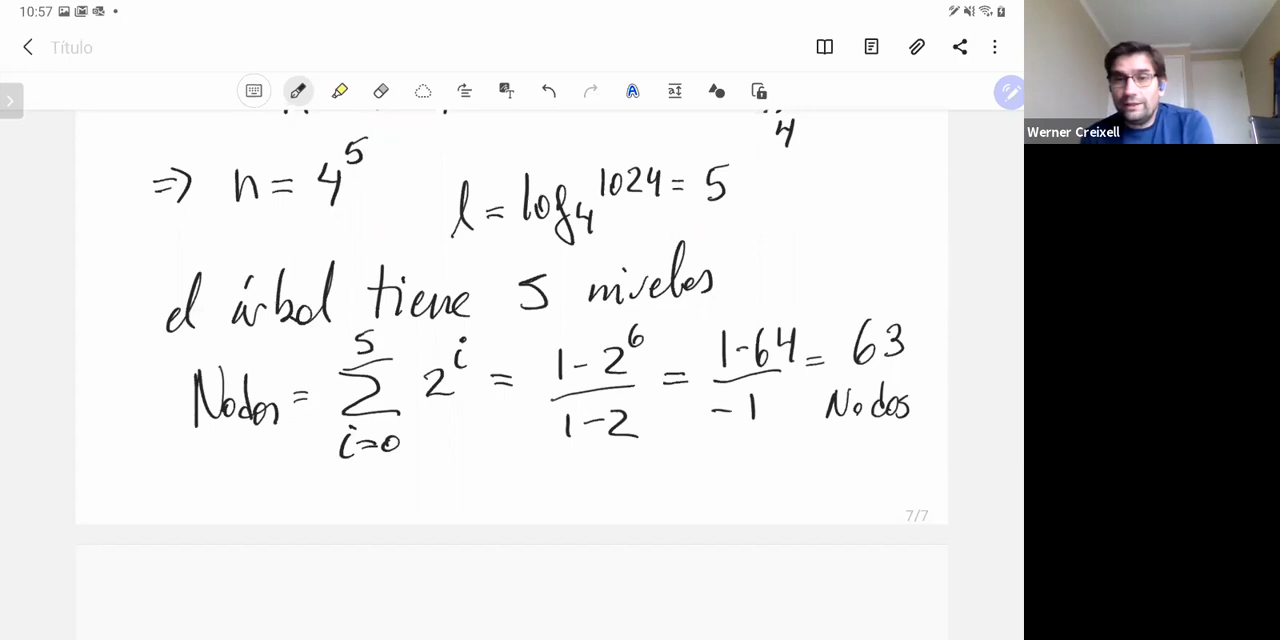 10:57
Título
Werner Creixell
4
=> n = 4^5    l = log_4 1024 = 5
el árbol tiene 5 niveles
Nodos = ∑_{i=0}^{5} 2^i = (1-2^6)/(1-2) = (1-64)/(-1) = 63 Nodos
7/7